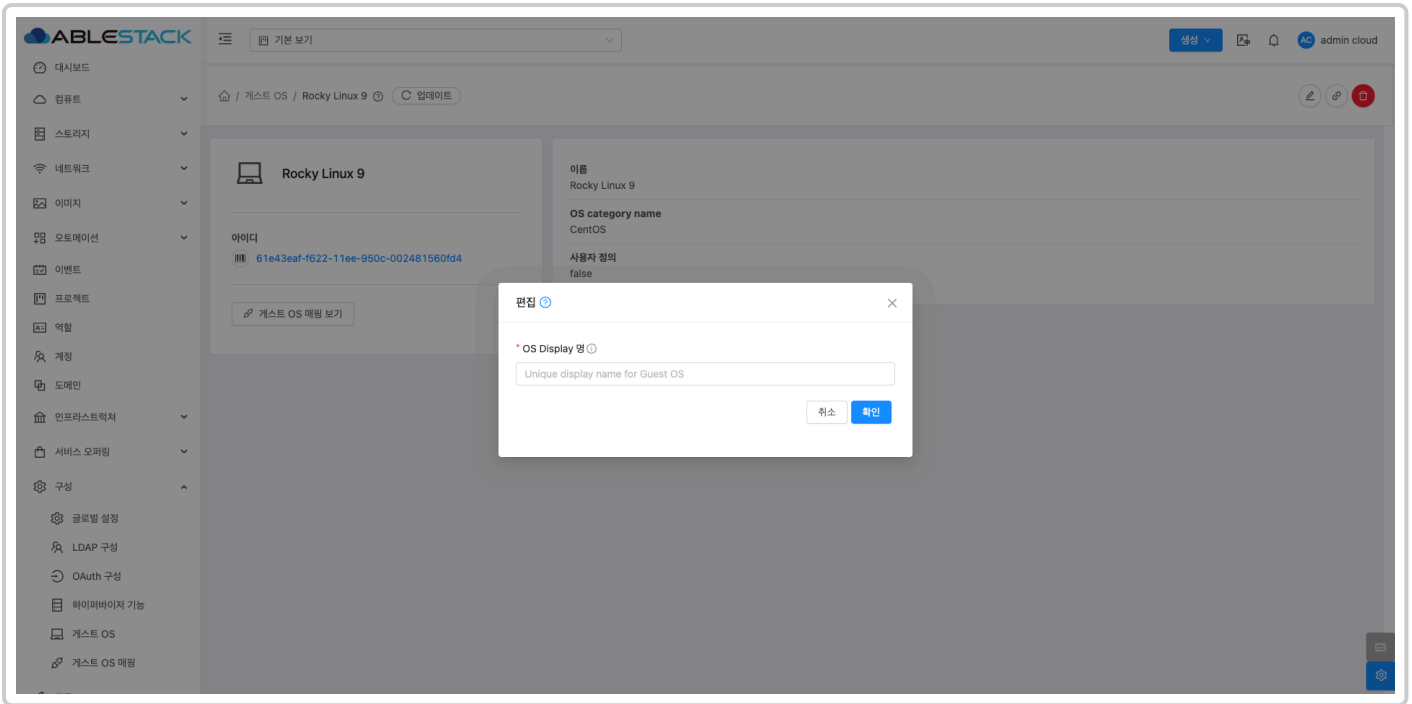 ABLESTACK
기본 보기
생성
AC
admin cloud
대시보드
컴퓨트
스토리지
네트워크
이미지
오토메이션
이벤트
프로젝트
역할
계정
도메인
인프라스트럭쳐
서비스 오퍼링
구성
글로벌 설정
LDAP 구성
OAuth 구성
하이퍼바이저 기능
게스트 OS
게스트 OS 매핑
/ 게스트 OS / Rocky Linux 9
업데이트
Rocky Linux 9
아이디
61e43eaf-f622-11ee-950c-002481560fd4
게스트 OS 매핑 보기
이름
Rocky Linux 9
OS category name
CentOS
사용자 정의
false
편집
* OS Display 명
Unique display name for Guest OS
취소
확인